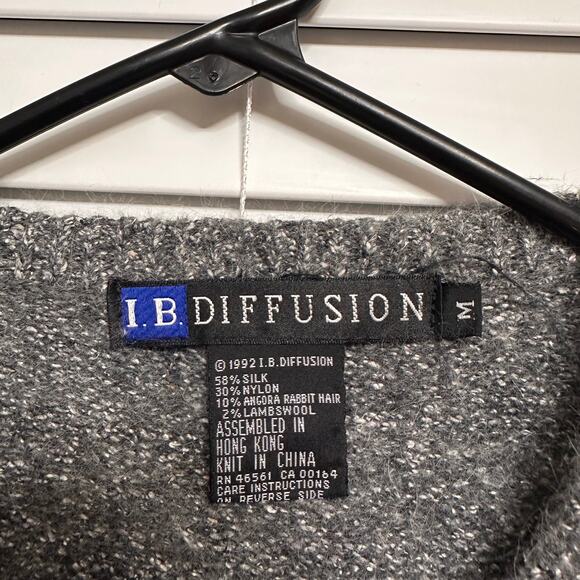 I.B. DIFFUSION
M
© 1992 I.B.DIFFUSION
58% SILK
30% NYLON
10% ANGORA RABBIT HAIR
2% LAMBSWOOL
ASSEMBLED IN
HONG KONG
KNIT IN CHINA
RN 46561 CA 00164
CARE INSTRUCTIONS
ON REVERSE SIDE